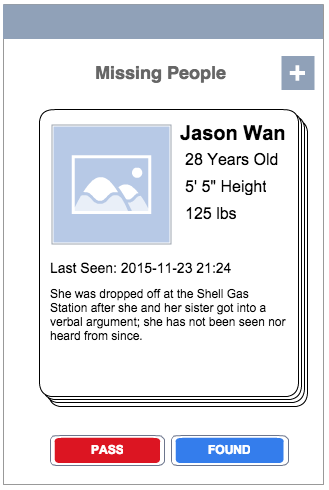 Missing People
+
Jason Wan
28 Years Old
5' 5" Height
125 lbs
Last Seen: 2015-11-23 21:24
She was dropped off at the Shell Gas
Station after she and her sister got into a
verbal argument; she has not been seen nor
heard from since.
PASS FOUND